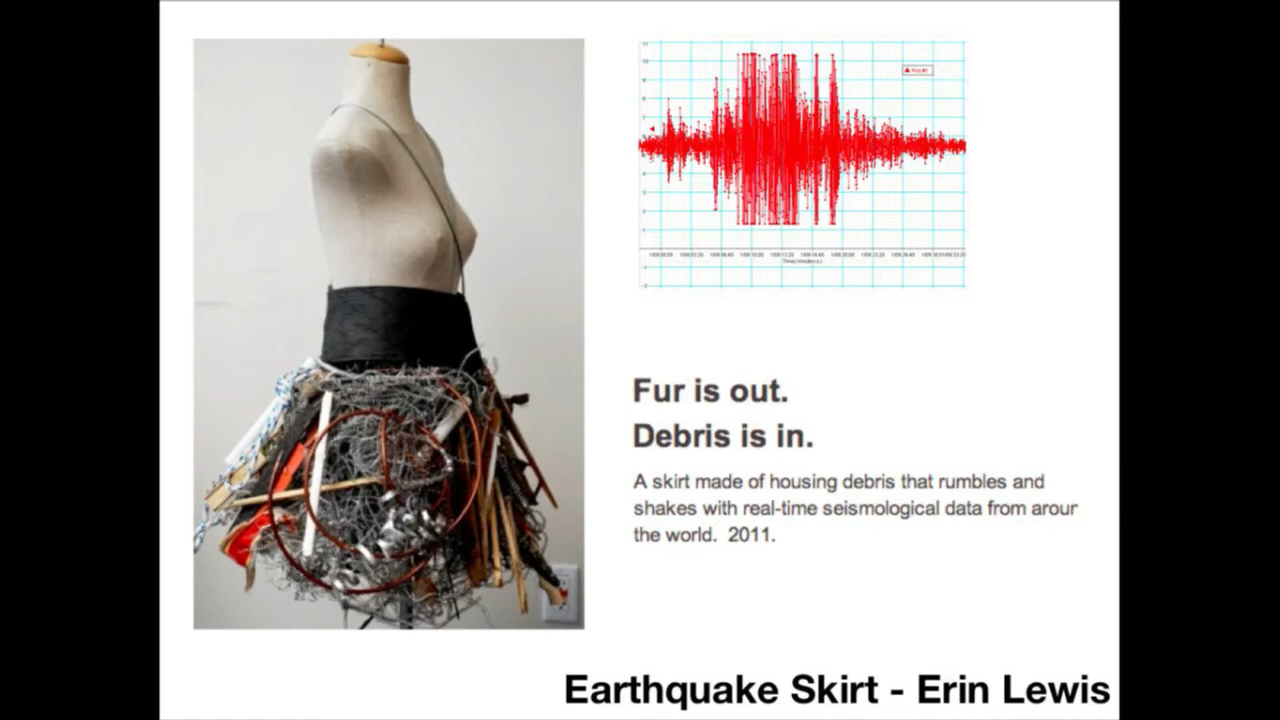 Fur is out.
Debris is in.
A skirt made of housing debris that rumbles and
shakes with real-time seismological data from arour
the world.  2011.
Earthquake Skirt - Erin Lewis